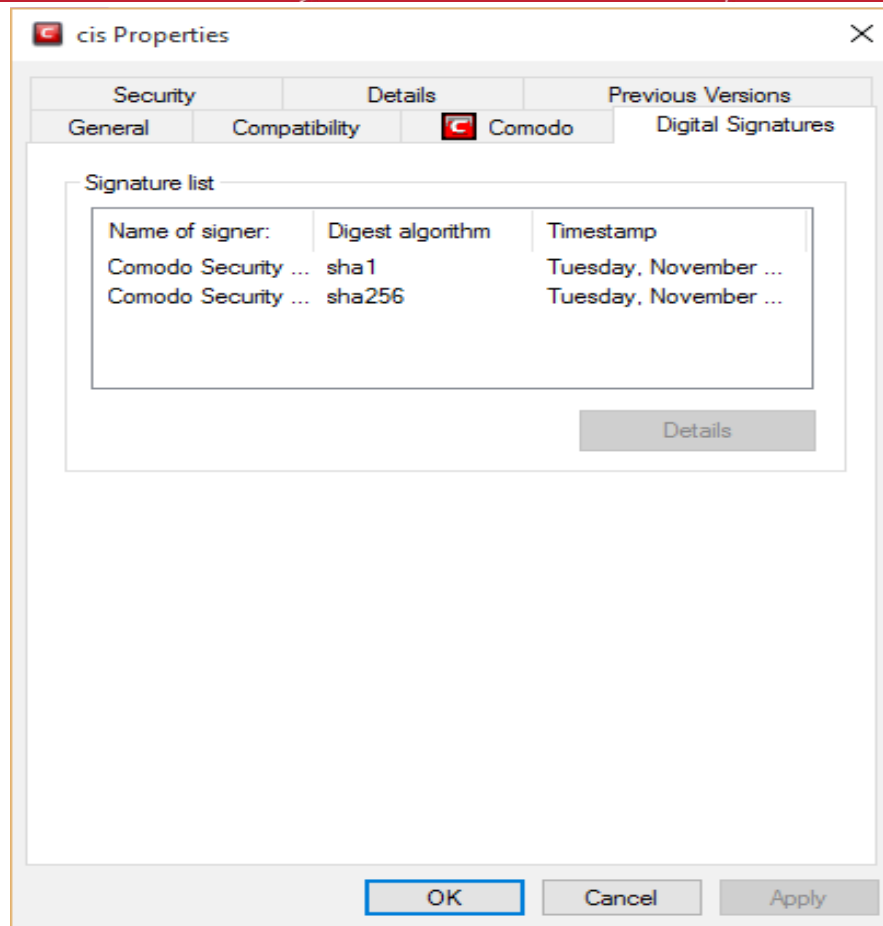 cis Properties
Security Details Previous Versions
General Compatibility Comodo Digital Signatures
Signature list
Name of signer: Digest algorithm Timestamp
Comodo Security ... sha1 Tuesday, November ...
Comodo Security ... sha256 Tuesday, November ...
Details
OK Cancel Apply